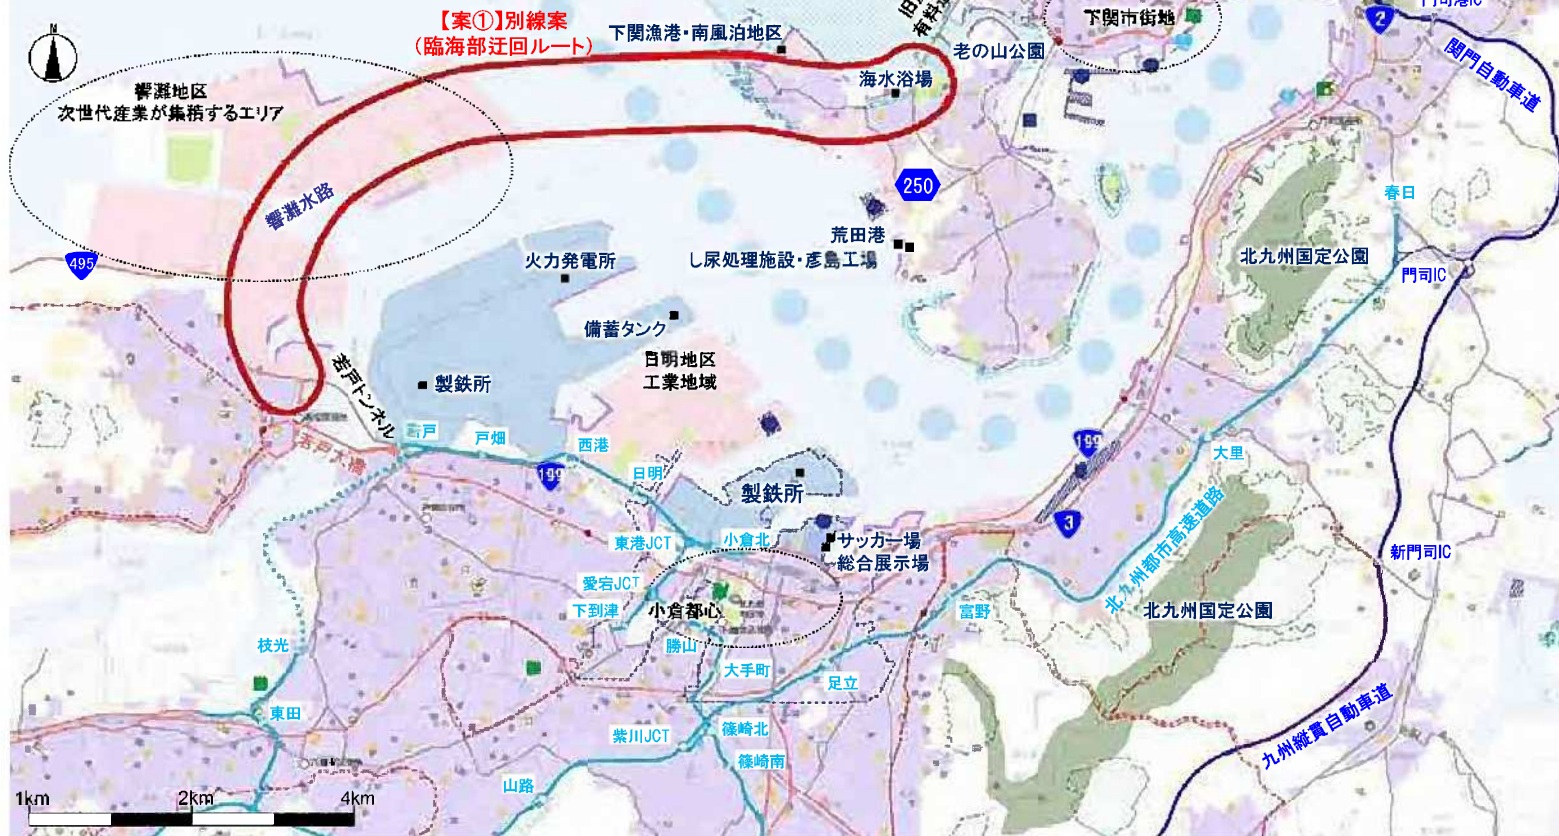 【案①】別線案
(臨海部迂回ルート)
下関漁港・南風泊地区
有料
老の山公園
下関市街地
門司港IC
2
関門自動車道
N
響灘地区
次世代産業が集積するエリア
海水浴場
響灘水路
250
春日
495
火力発電所
荒田港
し尿処理施設・彦島工場
北九州国定公園
門司IC
備蓄タンク
日明地区
工業地域
若戸トンネル
製鉄所
若戸
戸畑
西港
若戸大橋
199
日明
199
大里
製鉄所
3
北九州都市高速道路
東港JCT
小倉北
サッカー場
総合展示場
新門司IC
愛宕JCT
下到津
小倉都心
富野
北九州国定公園
枝光
勝山
大手町
足立
東田
紫川JCT
篠崎北
篠崎南
九州縦貫自動車道
山路
1km
2km
4km